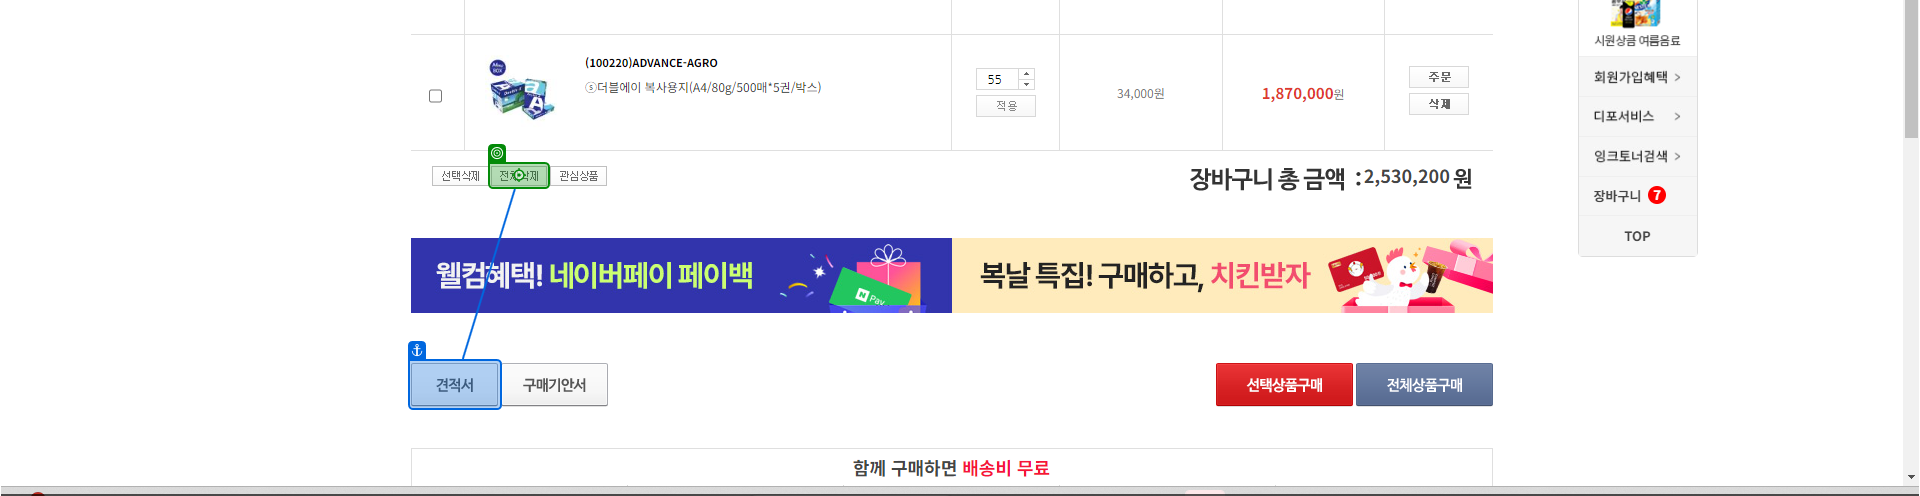 시원상큼 여름음료
(100220)ADVANCE-AGRO
ⓢ더블에이 복사용지(A4/80g/500매*5권/박스)
55
적용
34,000원
1,870,000원
주문
삭제
회원가입혜택 >
디포서비스 >
잉크토너검색 >
장바구니 7
TOP
선택삭제
전체삭제
관심상품
장바구니 총 금액 : 2,530,200 원
웰컴혜택! 네이버페이 페이백
N Pay
복날 특집! 구매하고, 치킨받자
견적서
구매기안서
선택상품구매
전체상품구매
함께 구매하면 배송비 무료